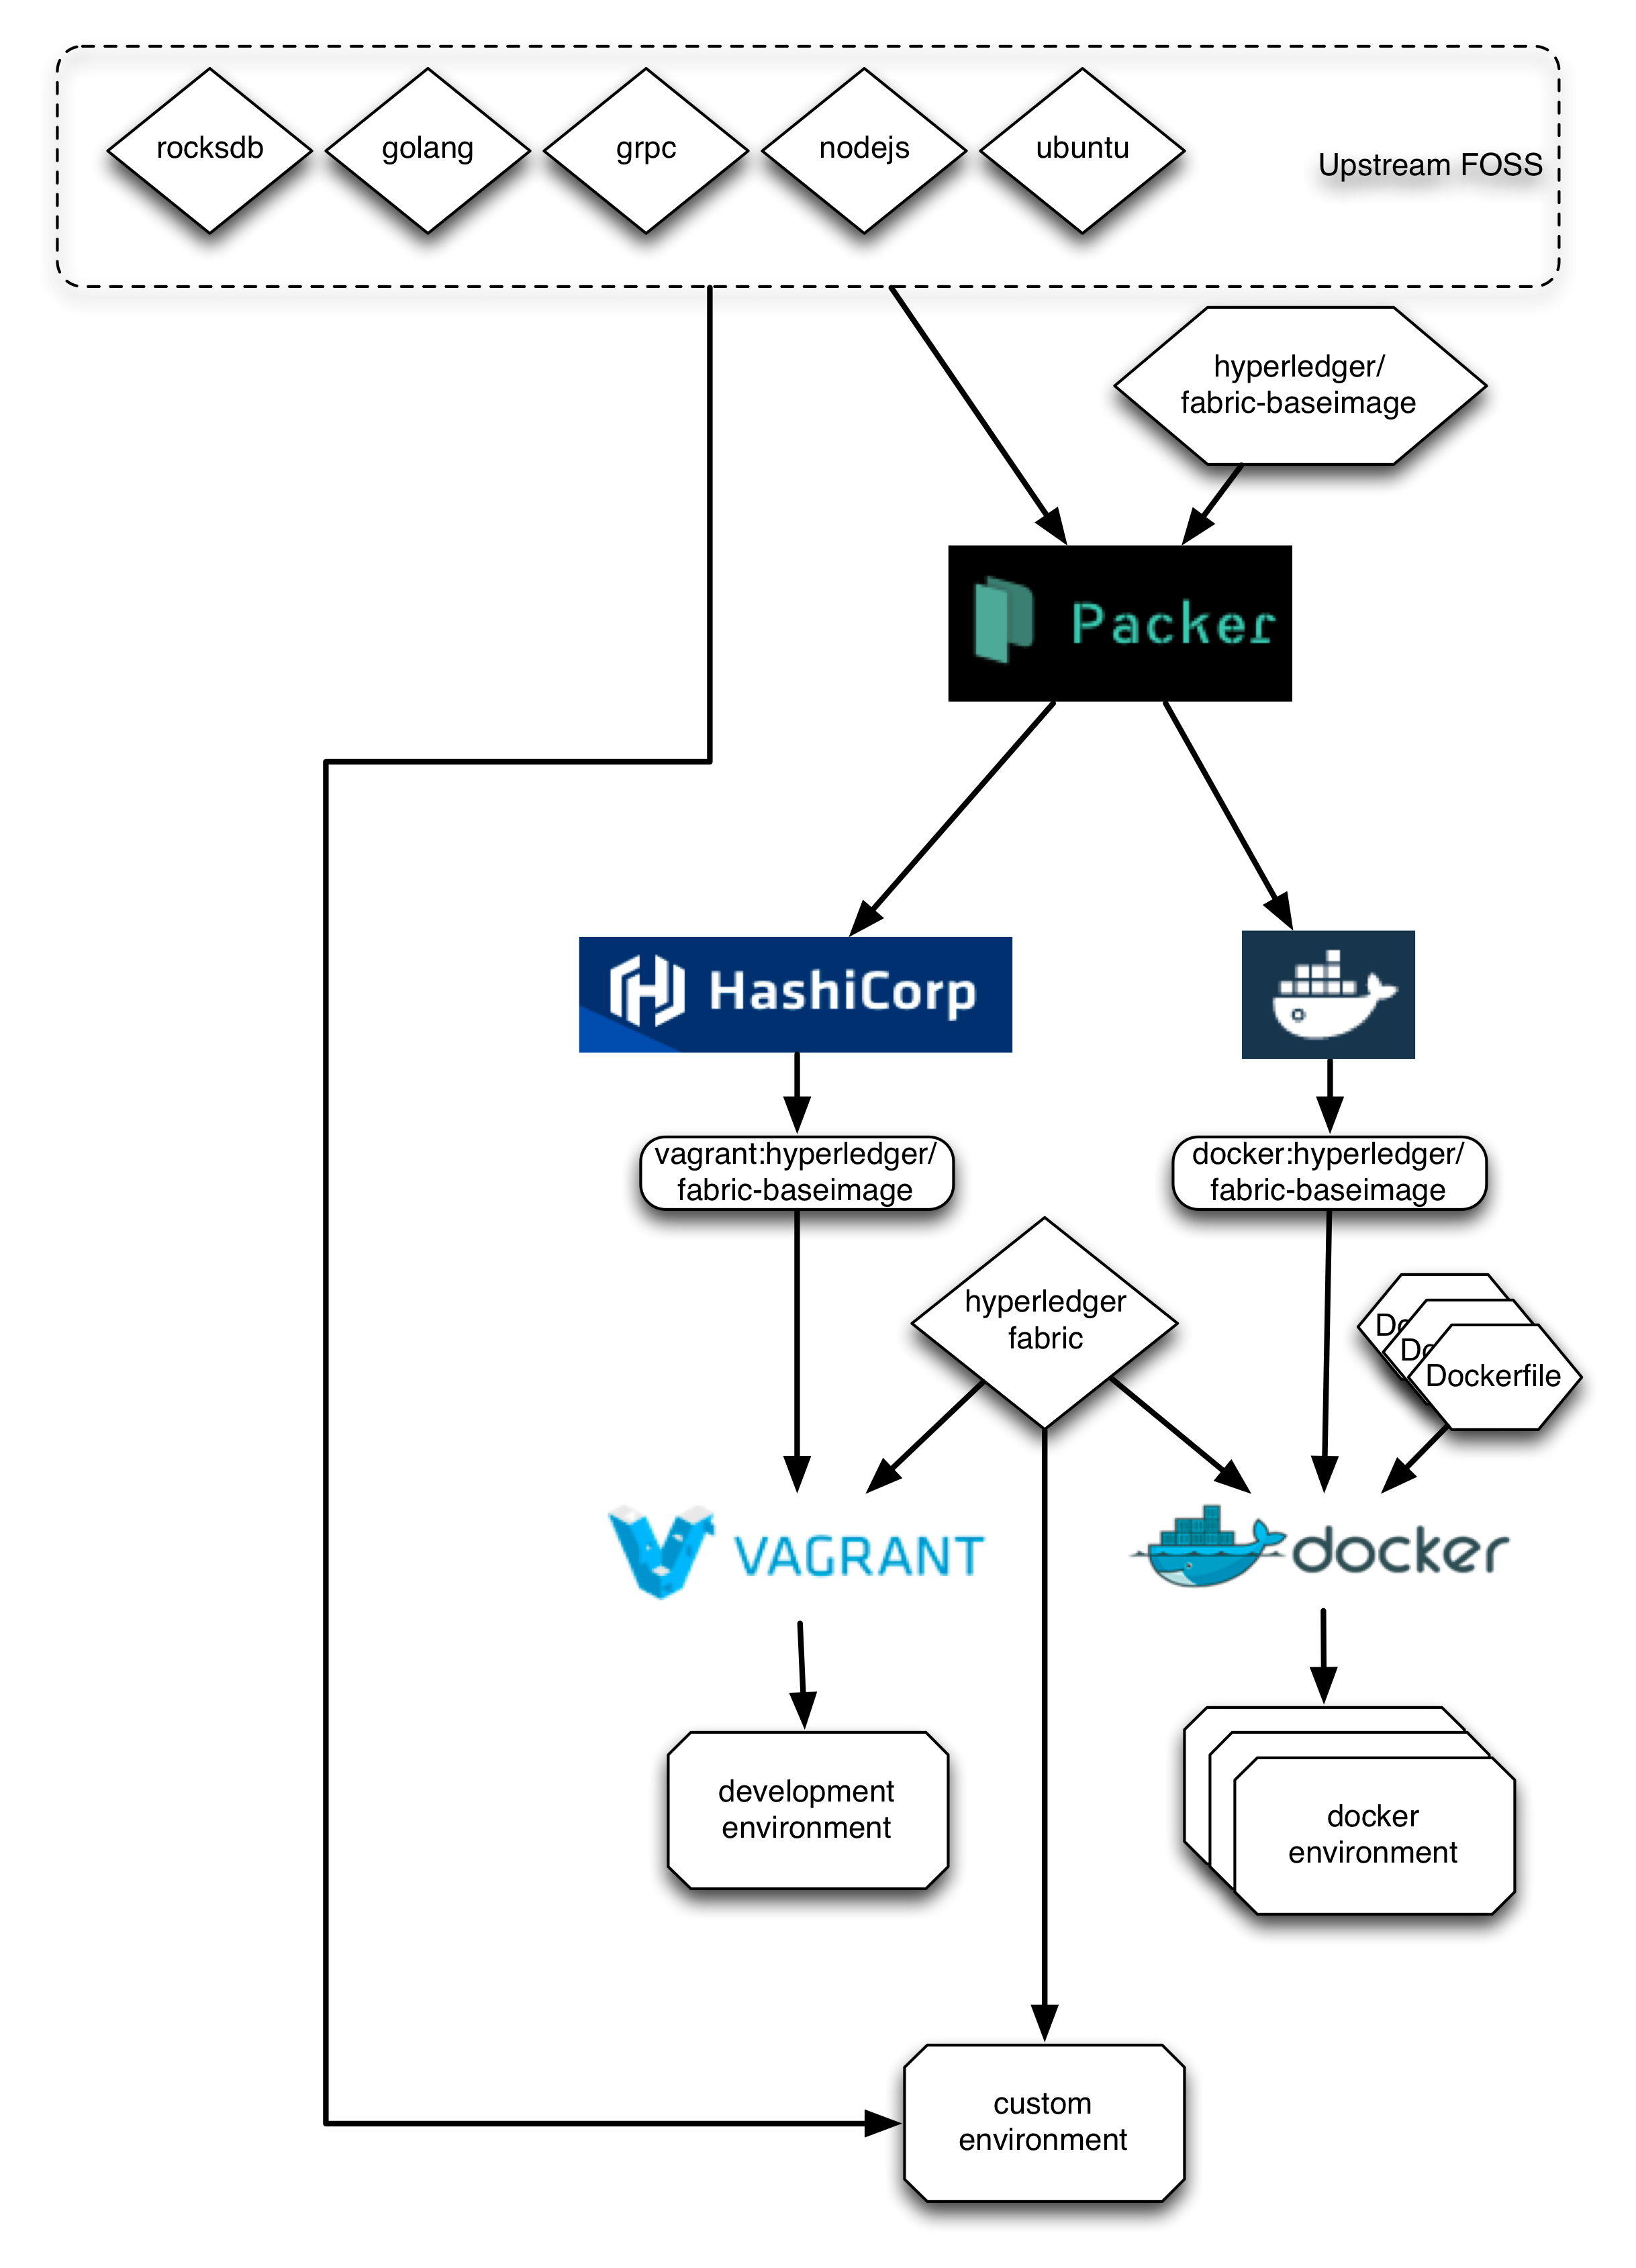 rocksdb
golang
grpc
nodejs
ubuntu
Upstream FOSS
hyperledger/
fabric-baseimage
Packer
HashiCorp
vagrant:hyperledger/
fabric-baseimage
docker:hyperledger/
fabric-baseimage
hyperledger
fabric
Do
Do
Dockerfile
VAGRANT
docker
development
environment
docker
environment
custom
environment